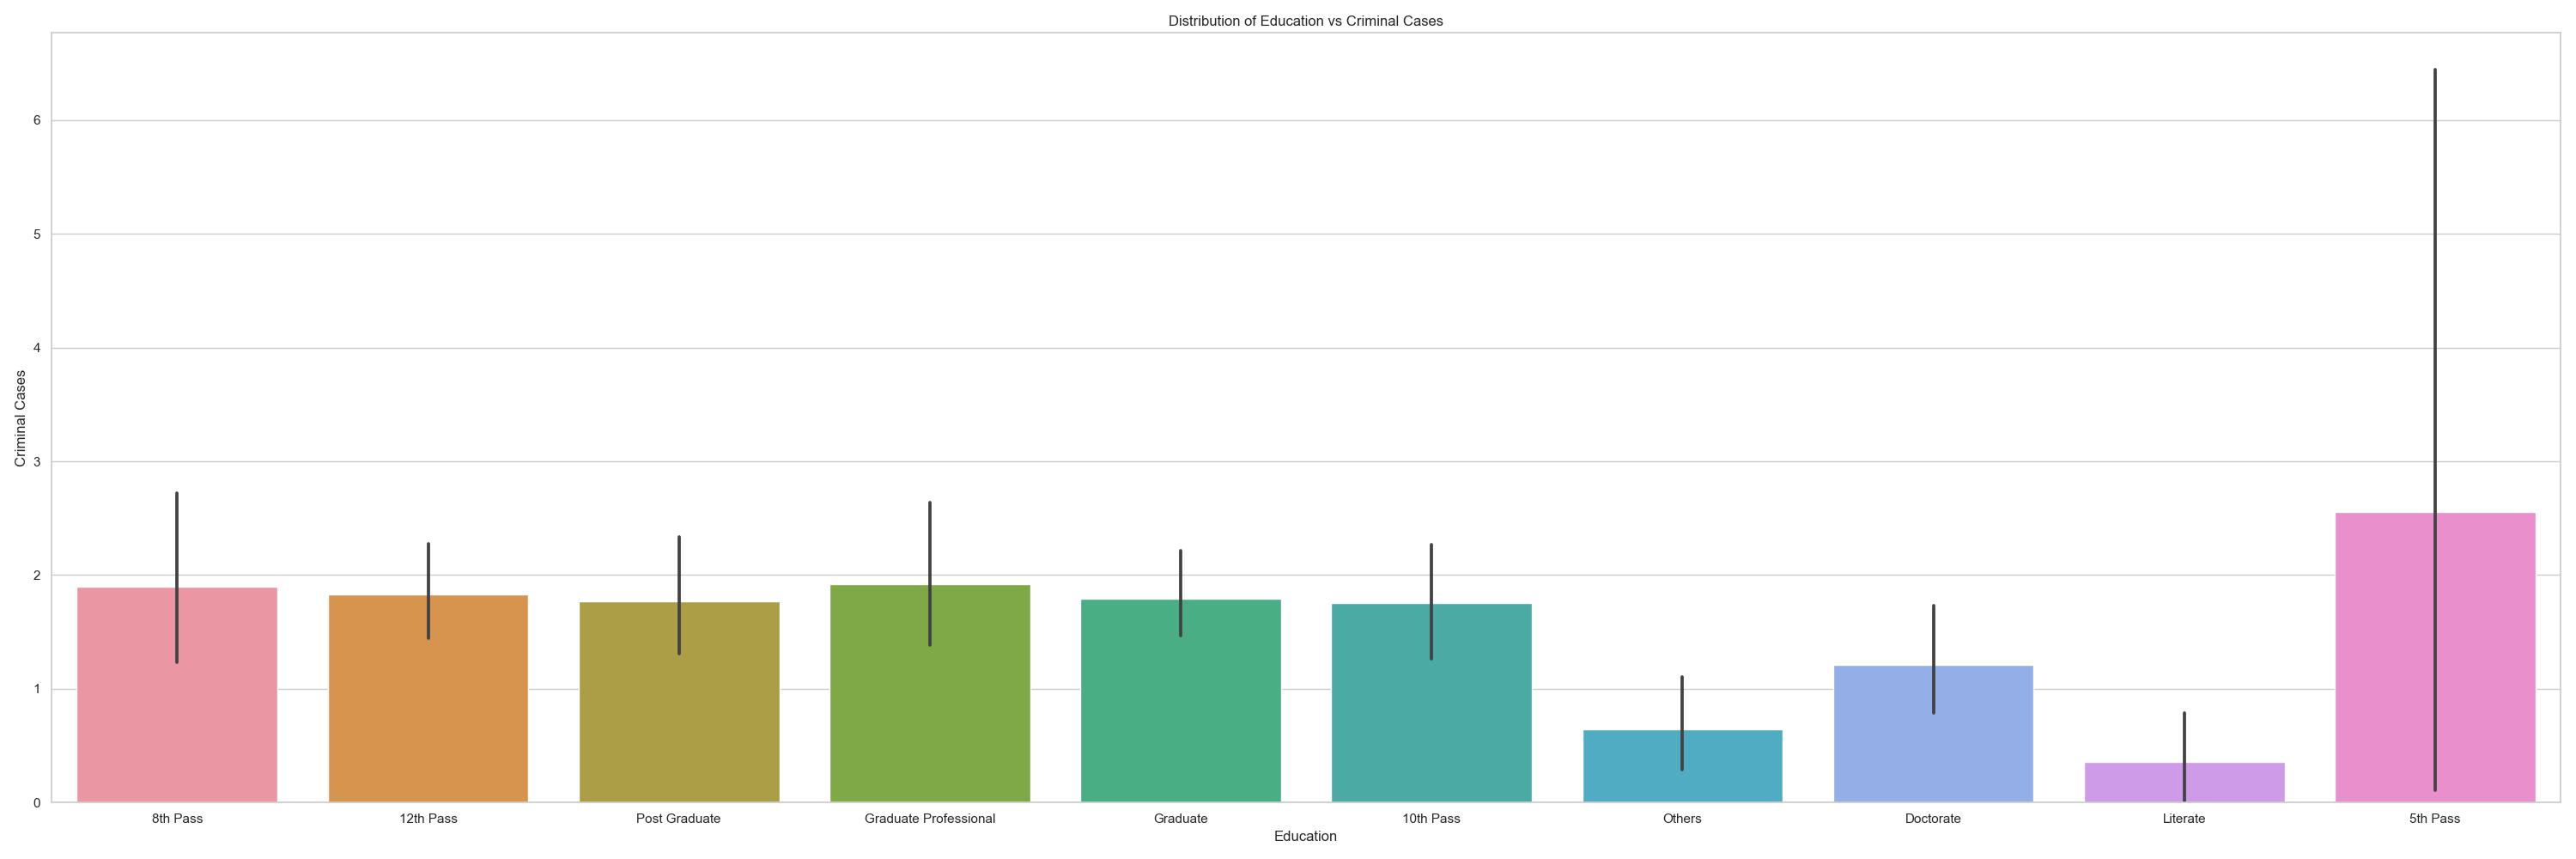 Distribution of Education vs Criminal Cases
6
5
4
3
2
1
0
Criminal Cases
8th Pass
12th Pass
Post Graduate
Graduate Professional
Graduate
10th Pass
Others
Doctorate
Literate
5th Pass
Education